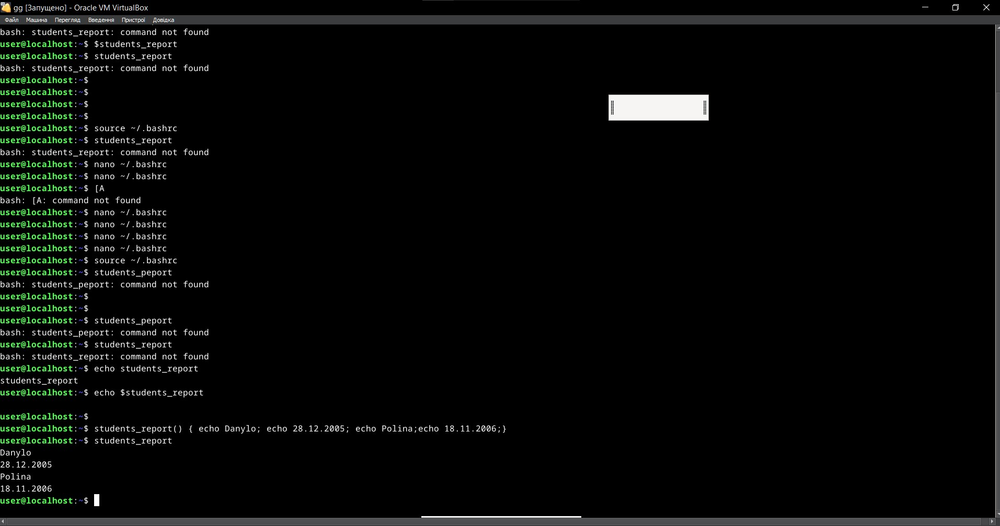 gg [Запущено] - Oracle VM VirtualBox
Файл Машина Перегляд Введення Пристрої Довідка
bash: students_report: command not found
user@localhost:~$ $students_report
user@localhost:~$ students_report
bash: students_report: command not found
user@localhost:~$
user@localhost:~$
user@localhost:~$
user@localhost:~$
user@localhost:~$ source ~/.bashrc
user@localhost:~$ students_report
bash: students_report: command not found
user@localhost:~$ nano ~/.bashrc
user@localhost:~$ nano ~/.bashrc
user@localhost:~$ [A
bash: [A: command not found
user@localhost:~$ nano ~/.bashrc
user@localhost:~$ nano ~/.bashrc
user@localhost:~$ nano ~/.bashrc
user@localhost:~$ nano ~/.bashrc
user@localhost:~$ source ~/.bashrc
user@localhost:~$ students_peport
bash: students_peport: command not found
user@localhost:~$
user@localhost:~$
user@localhost:~$ students_peport
bash: students_peport: command not found
user@localhost:~$ students_report
bash: students_report: command not found
user@localhost:~$ echo students_report
students_report
user@localhost:~$ echo $students_report
user@localhost:~$
user@localhost:~$ students_report() { echo Danylo; echo 28.12.2005; echo Polina;echo 18.11.2006;}
user@localhost:~$ students_report
Danylo
28.12.2005
Polina
18.11.2006
user@localhost:~$